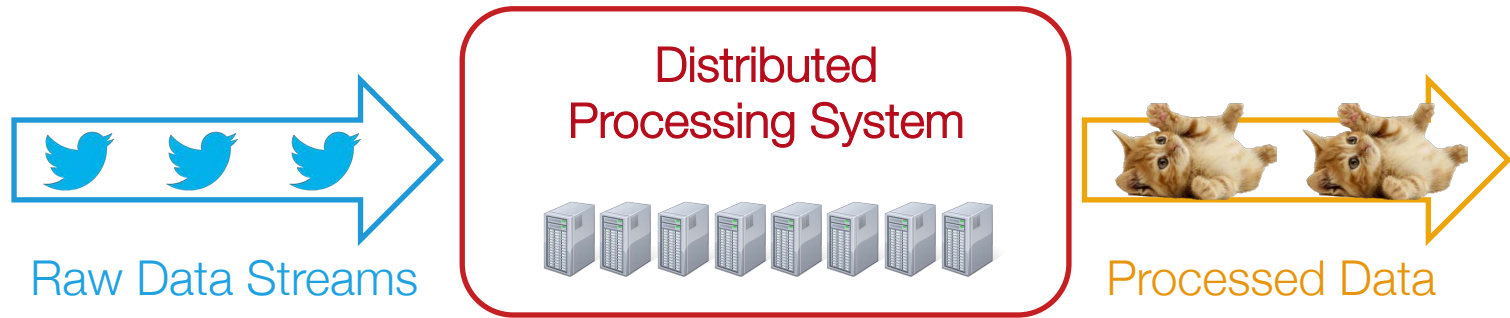 Distributed
Processing System
Raw Data Streams
Processed Data